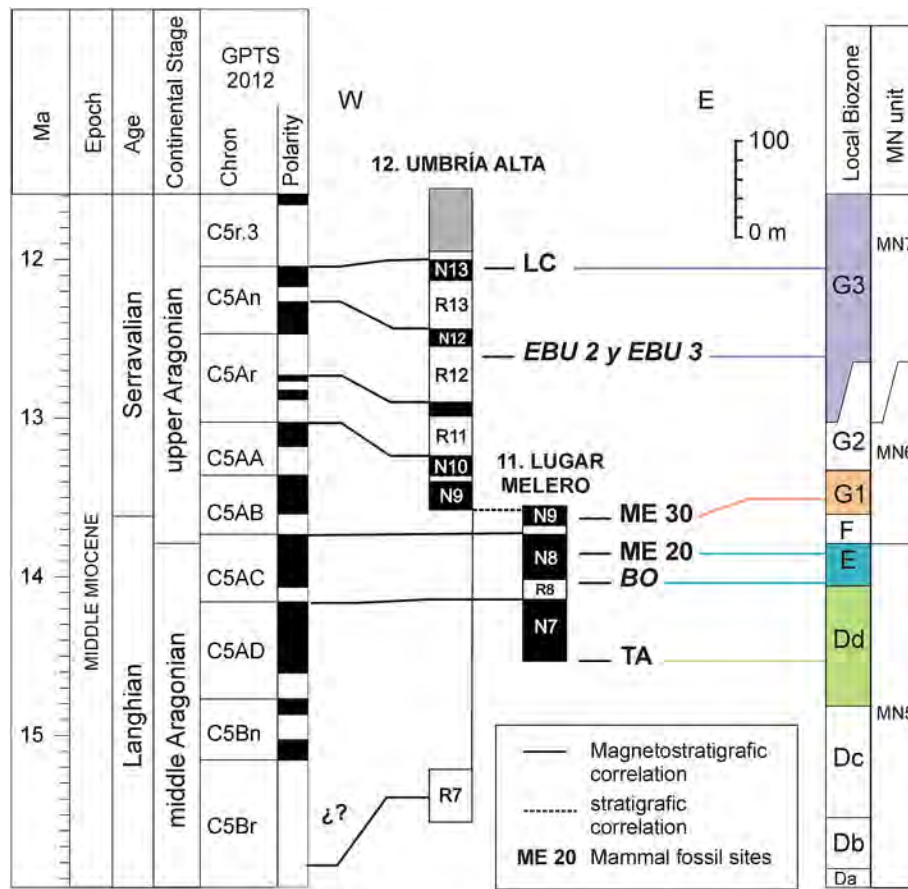 Ma
Epoch
Age
Continental Stage
GPTS
2012
Chron
Polarity
W
E
100
0 m
Local Biozone
MN unit
12. UMBRÍA ALTA
12
13
14
15
MIDDLE MIOCENE
Serravalian
Langhian
upper Aragonian
middle Aragonian
C5r.3
C5An
C5Ar
C5AA
C5AB
C5AC
C5AD
C5Bn
C5Br
¿?
N13
R13
N12
R12
R11
N10
N9
R7
11. LUGAR
MELERO
N9
N8
R8
N7
LC
EBU 2 y EBU 3
ME 30
ME 20
BO
TA
G3
G2
G1
F
E
Dd
Dc
Db
Da
MN7
MN6
MN5
Magnetostratigrafic
correlation
stratigrafic
correlation
ME 20 Mammal fossil sites